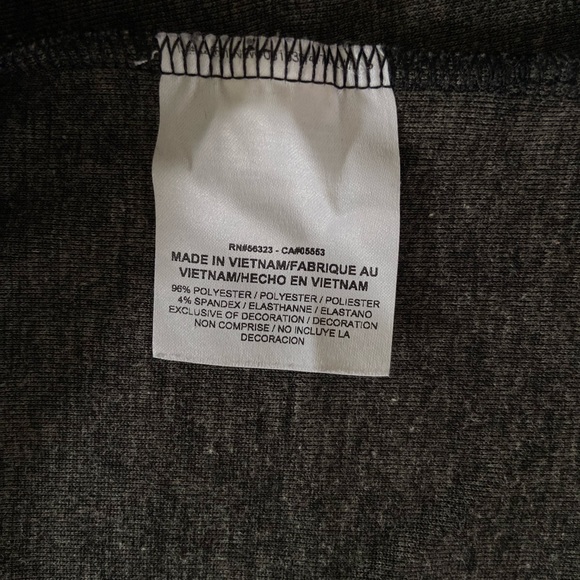 RN#56323 - CA#05553
MADE IN VIETNAM/FABRIQUE AU
VIETNAM/HECHO EN VIETNAM
96% POLYESTER / POLYESTER / POLIESTER
4% SPANDEX / ELASTHANNE / ELASTANO
EXCLUSIVE OF DECORATION / DECORATION
NON COMPRISE / NO INCLUYE LA
DECORACION